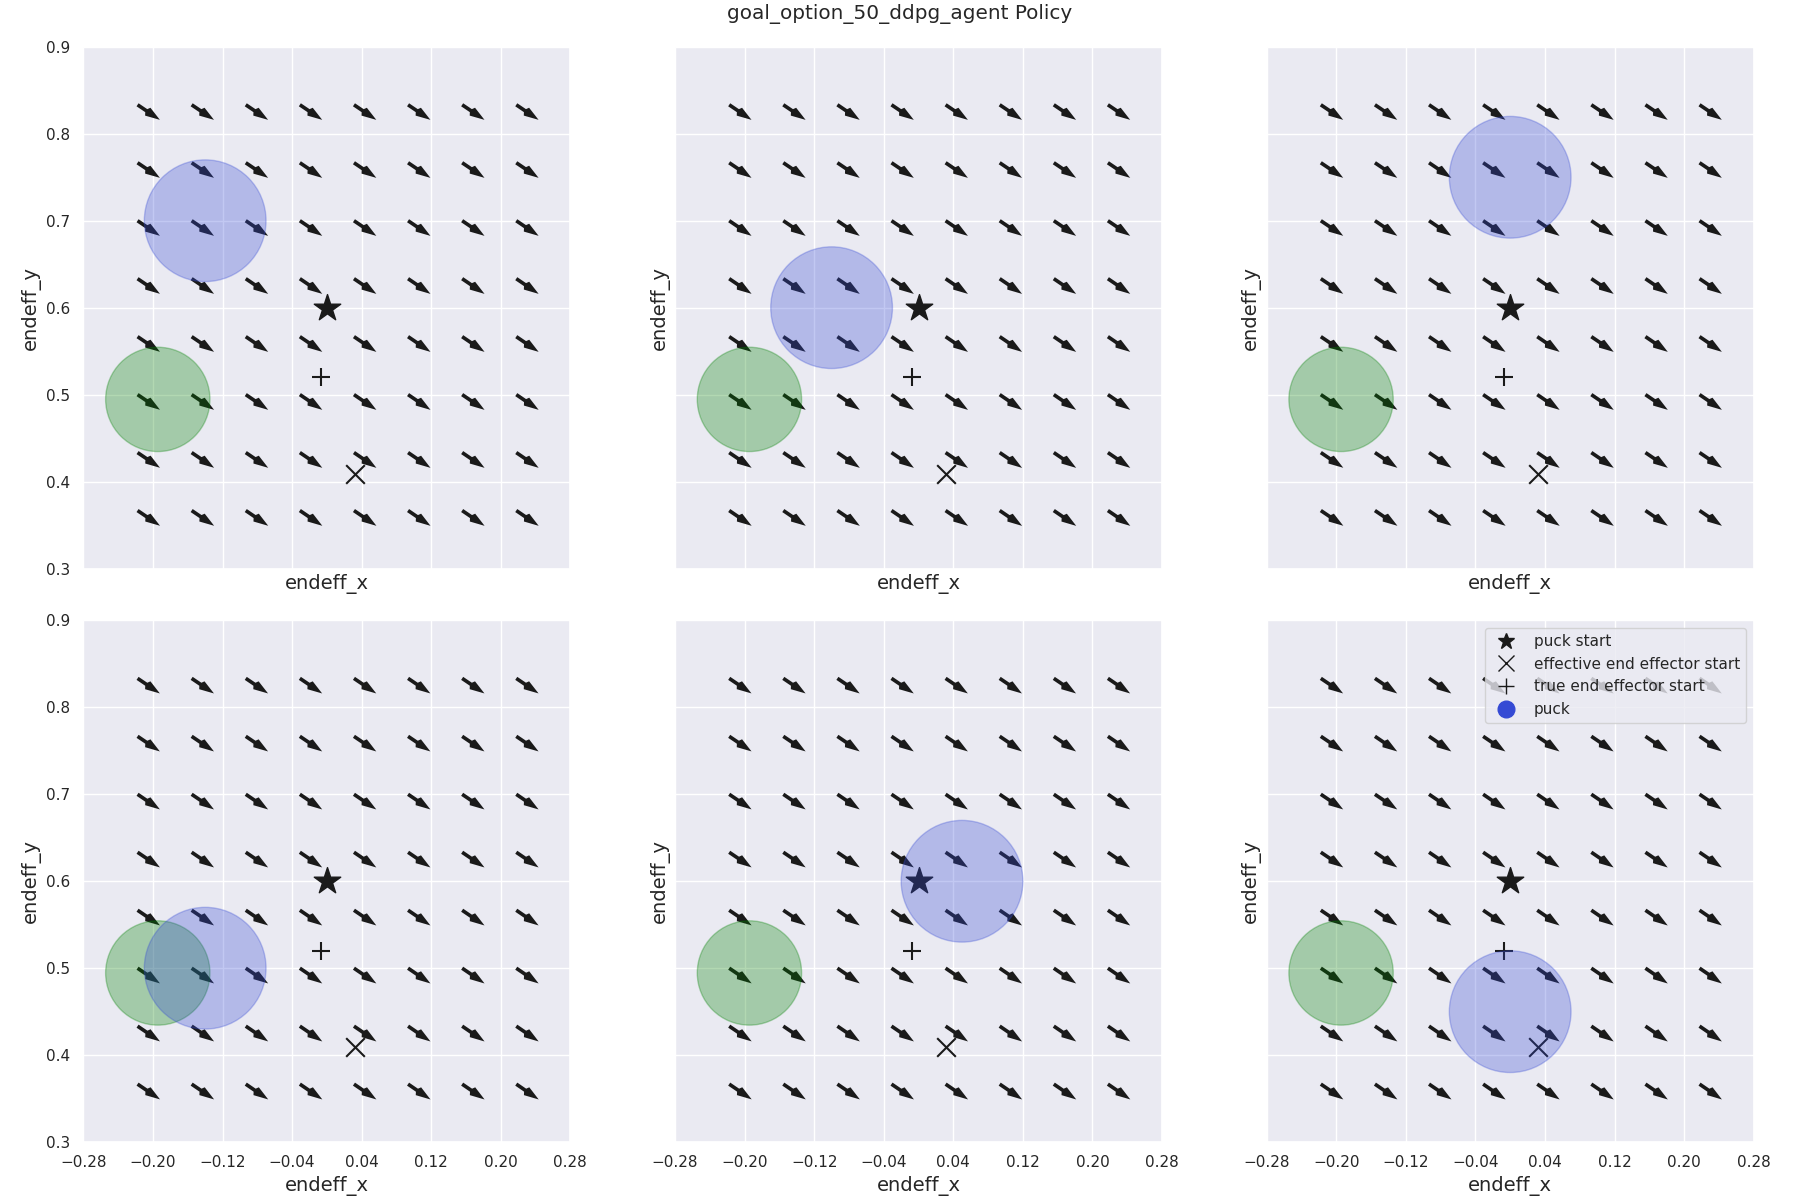 goal_option_50_ddpg_agent Policy
0.9
0.8
0.7
0.6
0.5
0.4
0.3
endeff_y
endeff_x
endeff_y
endeff_x
endeff_y
endeff_x
0.9
0.8
0.7
0.6
0.5
0.4
0.3
endeff_y
−0.28 −0.20 −0.12 −0.04 0.04 0.12 0.20 0.28
endeff_x
endeff_y
−0.28 −0.20 −0.12 −0.04 0.04 0.12 0.20 0.28
endeff_x
puck start
effective end effector start
true end effector start
puck
endeff_y
−0.28 −0.20 −0.12 −0.04 0.04 0.12 0.20 0.28
endeff_x